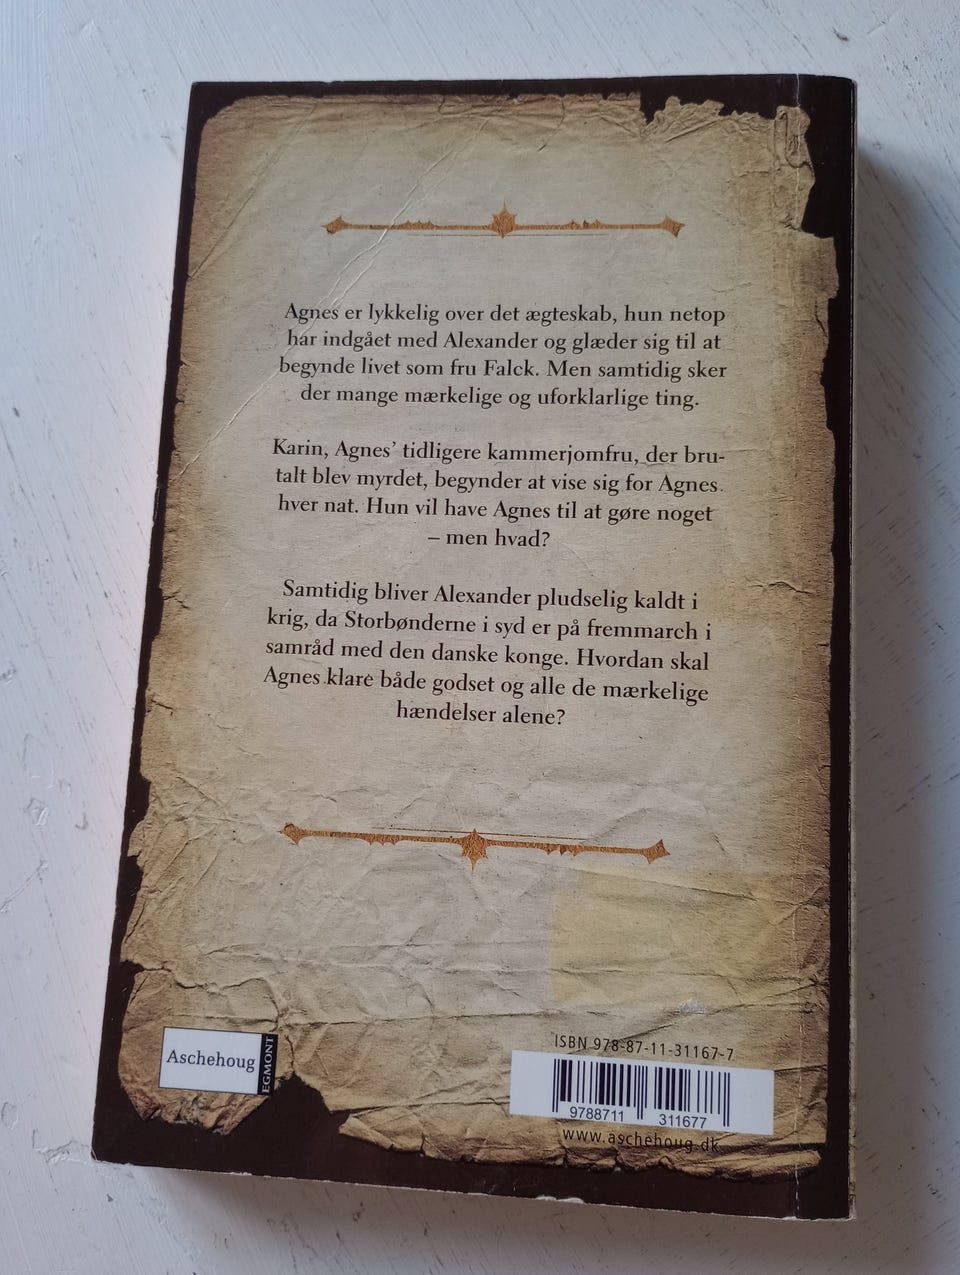 Agnes er lykkelig over det ægteskab, hun netop
har indgået med Alexander og glæder sig til at
begynde livet som fru Falck. Men samtidig sker
der mange mærkelige og uforklarlige ting.
Karin, Agnes’ tidligere kammerjomfru, der bru-
talt blev myrdet, begynder at vise sig for Agnes
hver nat. Hun vil have Agnes til at gøre noget
– men hvad?
Samtidig bliver Alexander pludselig kaldt i
krig, da Storbønderne i syd er på fremmarch i
samråd med den danske konge. Hvordan skal
Agnes klare både godset og alle de mærkelige
hændelser alene?
Aschehoug
EGMONT
ISBN 978-87-11-31167-7
9788711 311677
www.aschehoug.dk